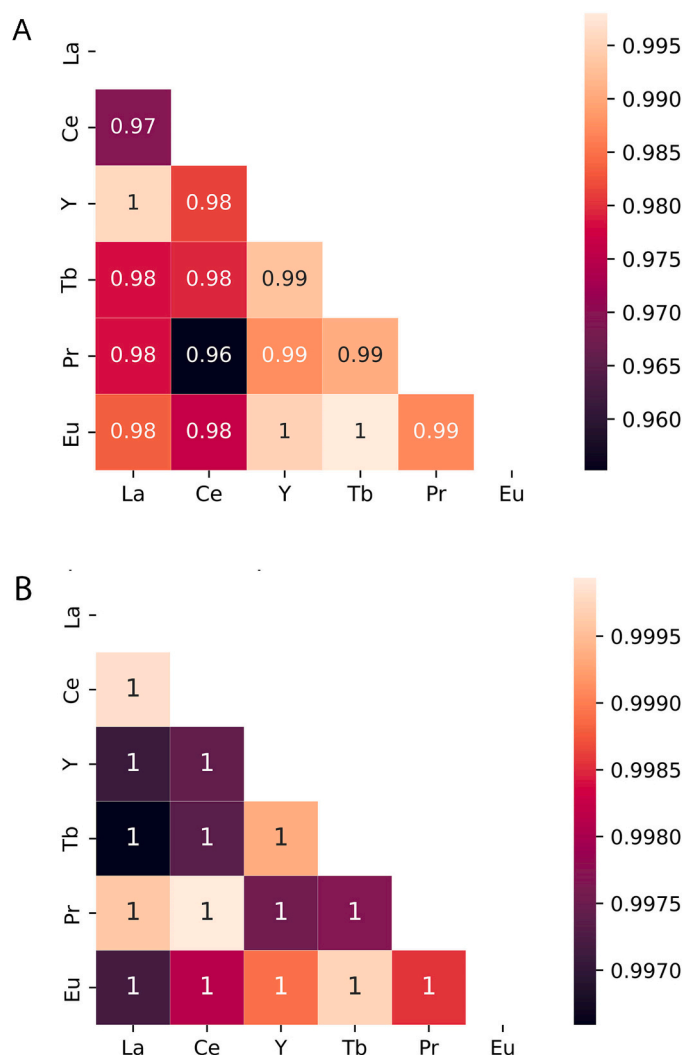 A
La
0.995
Ce 0.97
0.990
Y 1 0.98
0.985
0.980
Tb 0.98 0.98 0.99
0.975
Pr 0.98 0.96 0.99 0.99
0.970
0.965
Eu 0.98 0.98 1 1 0.99
0.960
La Ce Y Tb Pr Eu
B
La
0.9995
Ce 1
0.9990
Y 1 1
0.9985
Tb 1 1 1
0.9980
Pr 1 1 1 1
0.9975
Eu 1 1 1 1 1
0.9970
La Ce Y Tb Pr Eu